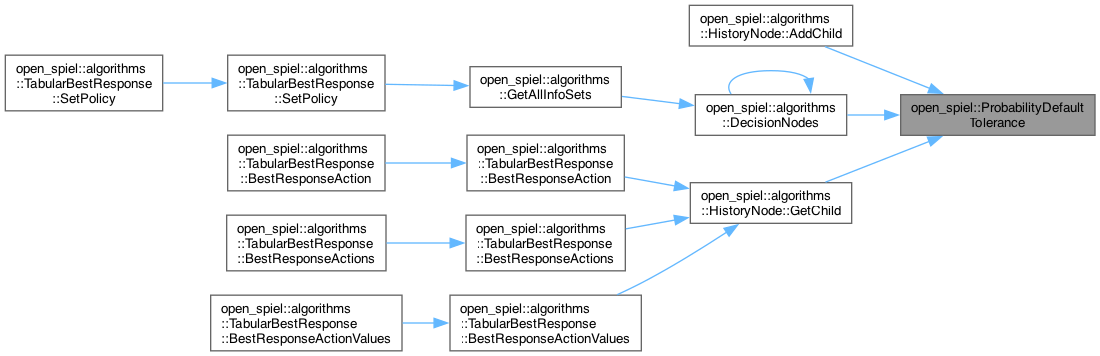 open_spiel::algorithms
::HistoryNode::AddChild
open_spiel::algorithms
::TabularBestResponse
::SetPolicy
open_spiel::algorithms
::TabularBestResponse
::SetPolicy
open_spiel::algorithms
::GetAllInfoSets
open_spiel::algorithms
::DecisionNodes
open_spiel::ProbabilityDefault
Tolerance
open_spiel::algorithms
::TabularBestResponse
::BestResponseAction
open_spiel::algorithms
::TabularBestResponse
::BestResponseAction
open_spiel::algorithms
::HistoryNode::GetChild
open_spiel::algorithms
::TabularBestResponse
::BestResponseActions
open_spiel::algorithms
::TabularBestResponse
::BestResponseActions
open_spiel::algorithms
::TabularBestResponse
::BestResponseActionValues
open_spiel::algorithms
::TabularBestResponse
::BestResponseActionValues